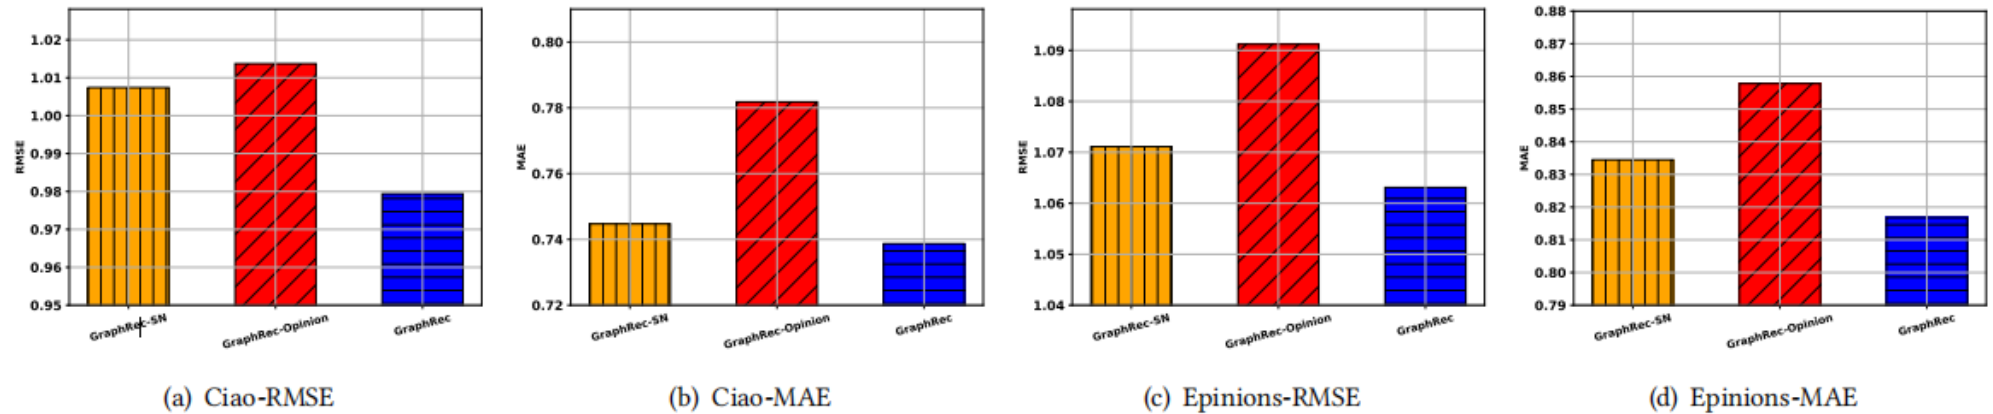 1.02
1.01
1.00
0.99
0.98
0.97
0.96
0.95
RMSE
GraphRec-SN
GraphRec-Opinion
GraphRec
(a) Ciao-RMSE
0.80
0.78
0.76
0.74
0.72
MAE
GraphRec-SN
GraphRec-Opinion
GraphRec
(b) Ciao-MAE
1.09
1.08
1.07
1.06
1.05
1.04
RMSE
GraphRec-SN
GraphRec-Opinion
GraphRec
(c) Epinions-RMSE
0.88
0.87
0.86
0.85
0.84
0.83
0.82
0.81
0.80
0.79
MAE
GraphRec-SN
GraphRec-Opinion
GraphRec
(d) Epinions-MAE